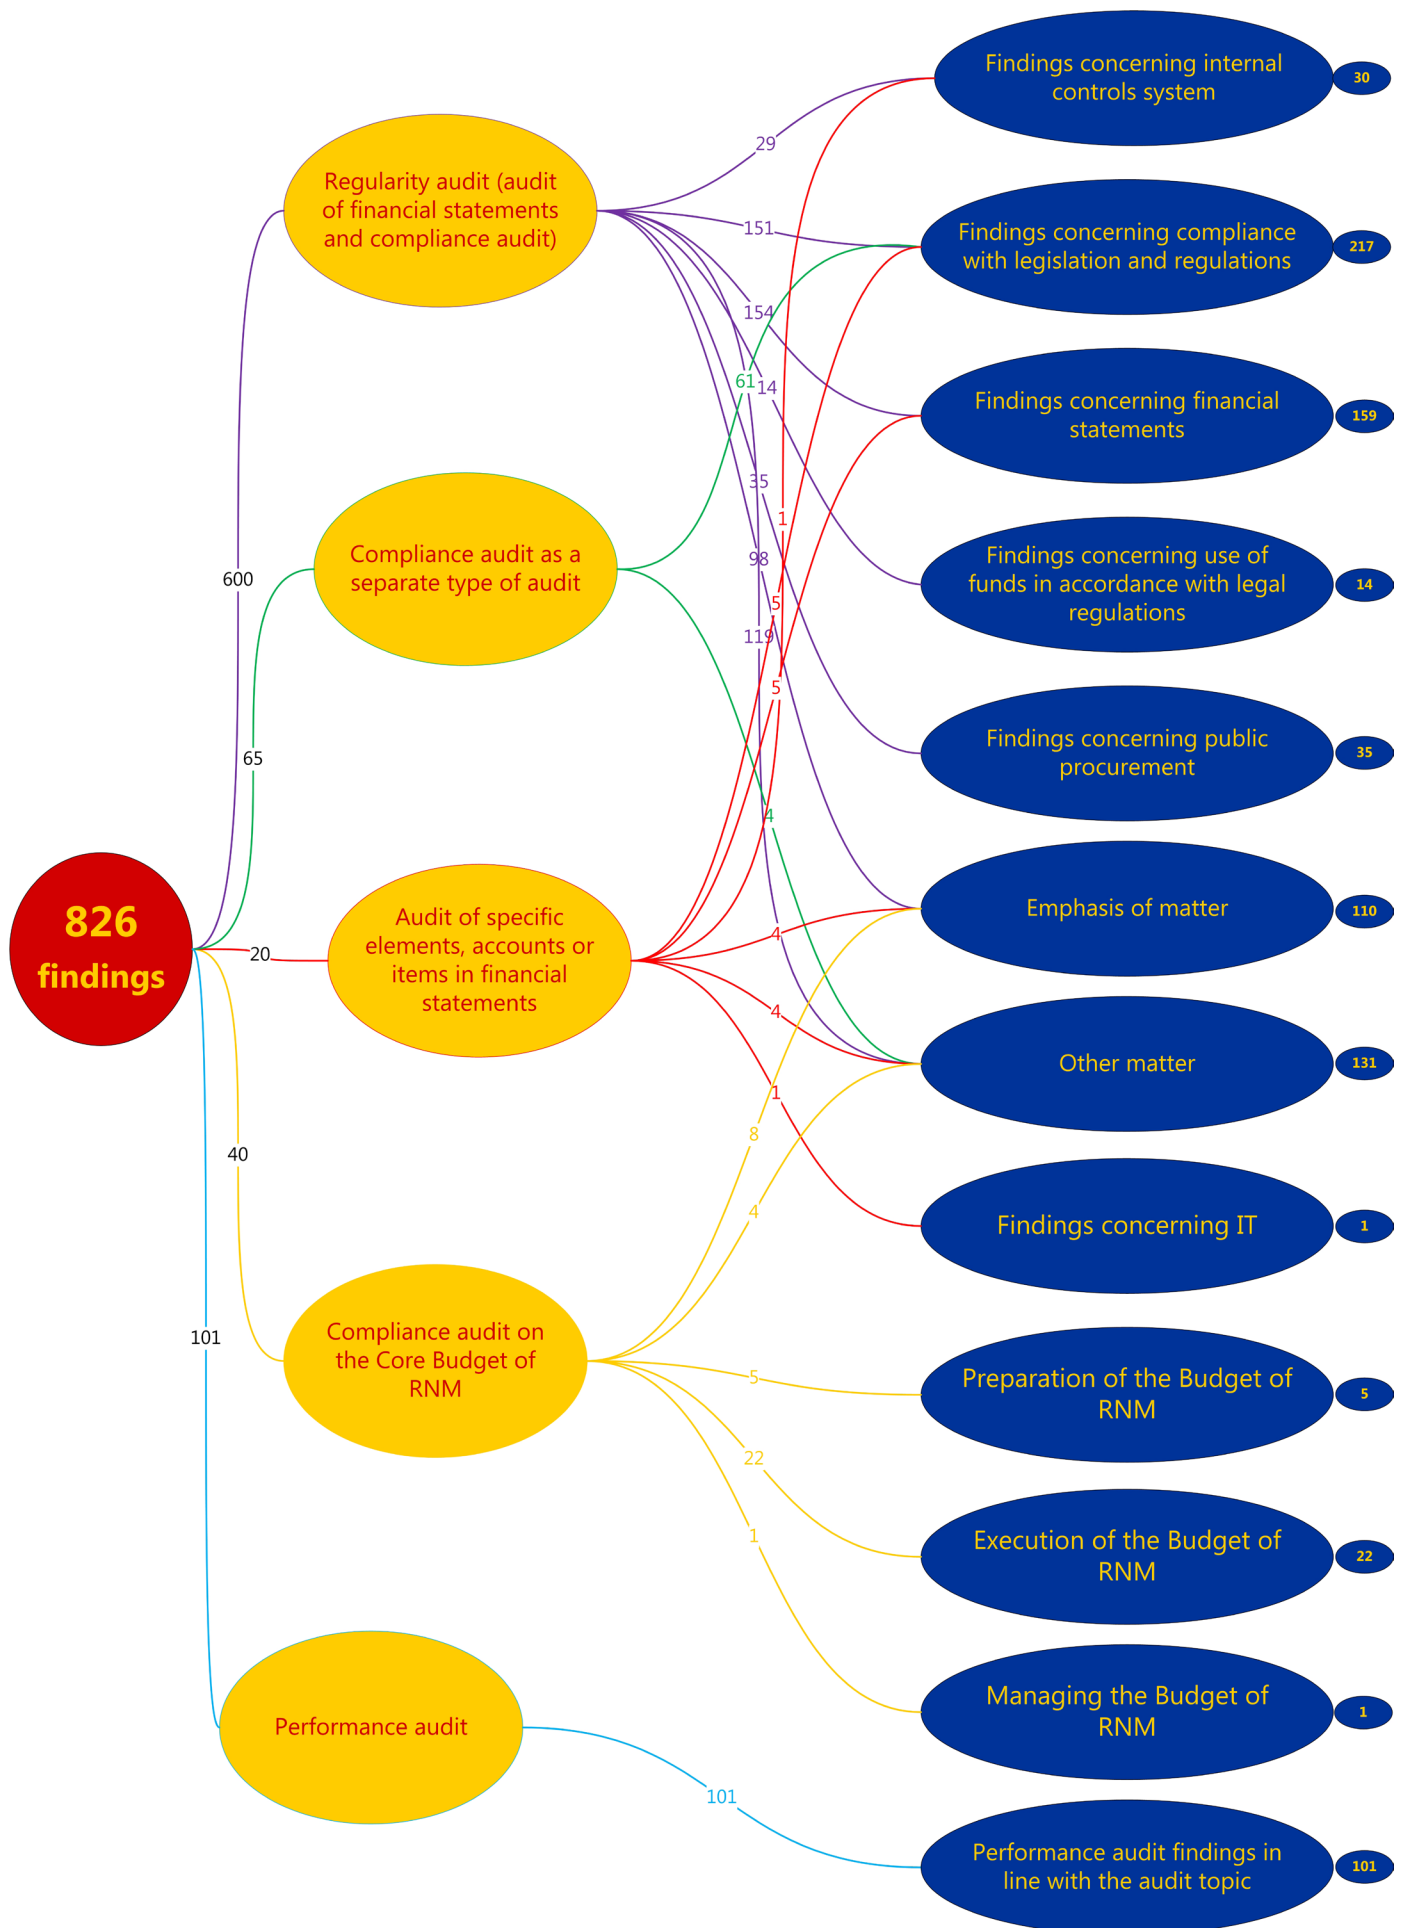 826
findings
600
65
20
40
101
Regularity audit (audit
of financial statements
and compliance audit)
Compliance audit as a
separate type of audit
Audit of specific
elements, accounts or
items in financial
statements
Compliance audit on
the Core Budget of
RNM
Performance audit
29
151
154
14
35
98
119
61
4
1
5
5
4
4
1
8
4
5
22
1
101
Findings concerning internal
controls system
30
Findings concerning compliance
with legislation and regulations
217
Findings concerning financial
statements
159
Findings concerning use of
funds in accordance with legal
regulations
14
Findings concerning public
procurement
35
Emphasis of matter
110
Other matter
131
Findings concerning IT
1
Preparation of the Budget of
RNM
5
Execution of the Budget of
RNM
22
Managing the Budget of
RNM
1
Performance audit findings in
line with the audit topic
101